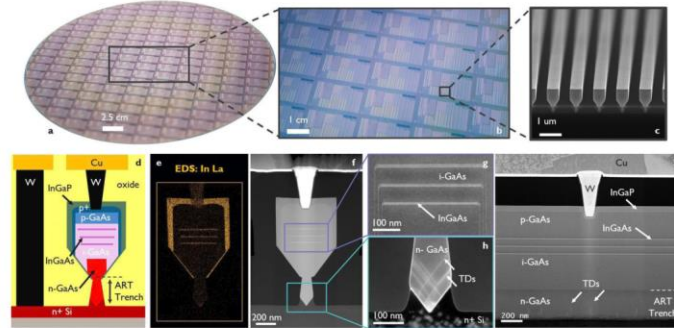 2.5 cm
a
1 cm
b
1 um
c
Cu
d
W
W
oxide
InGaP
p+
p-GaAs
i-GaAs
InGaAs
n-GaAs
ART
Trench
n+ Si
e
EDS: In La
f
200 nm
g
i-GaAs
InGaAs
100 nm
h
n- GaAs
TDs
100 nm
n+ Si
Cu
W
InGaP
p-GaAs
InGaAs
i-GaAs
n-GaAs
TDs
ART
Trench
200 nm